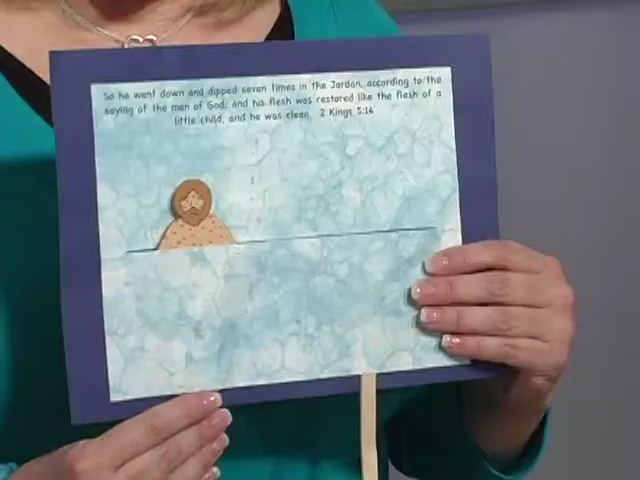 So he went down and dipped seven times in the Jordan, according to the
saying of the man of God; and his flesh was restored like the flesh of a
little child, and he was clean. 2 Kings 5:14